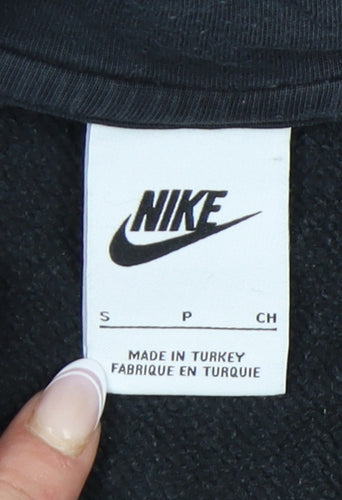 NIKE
S P CH
MADE IN TURKEY
FABRIQUE EN TURQUIE